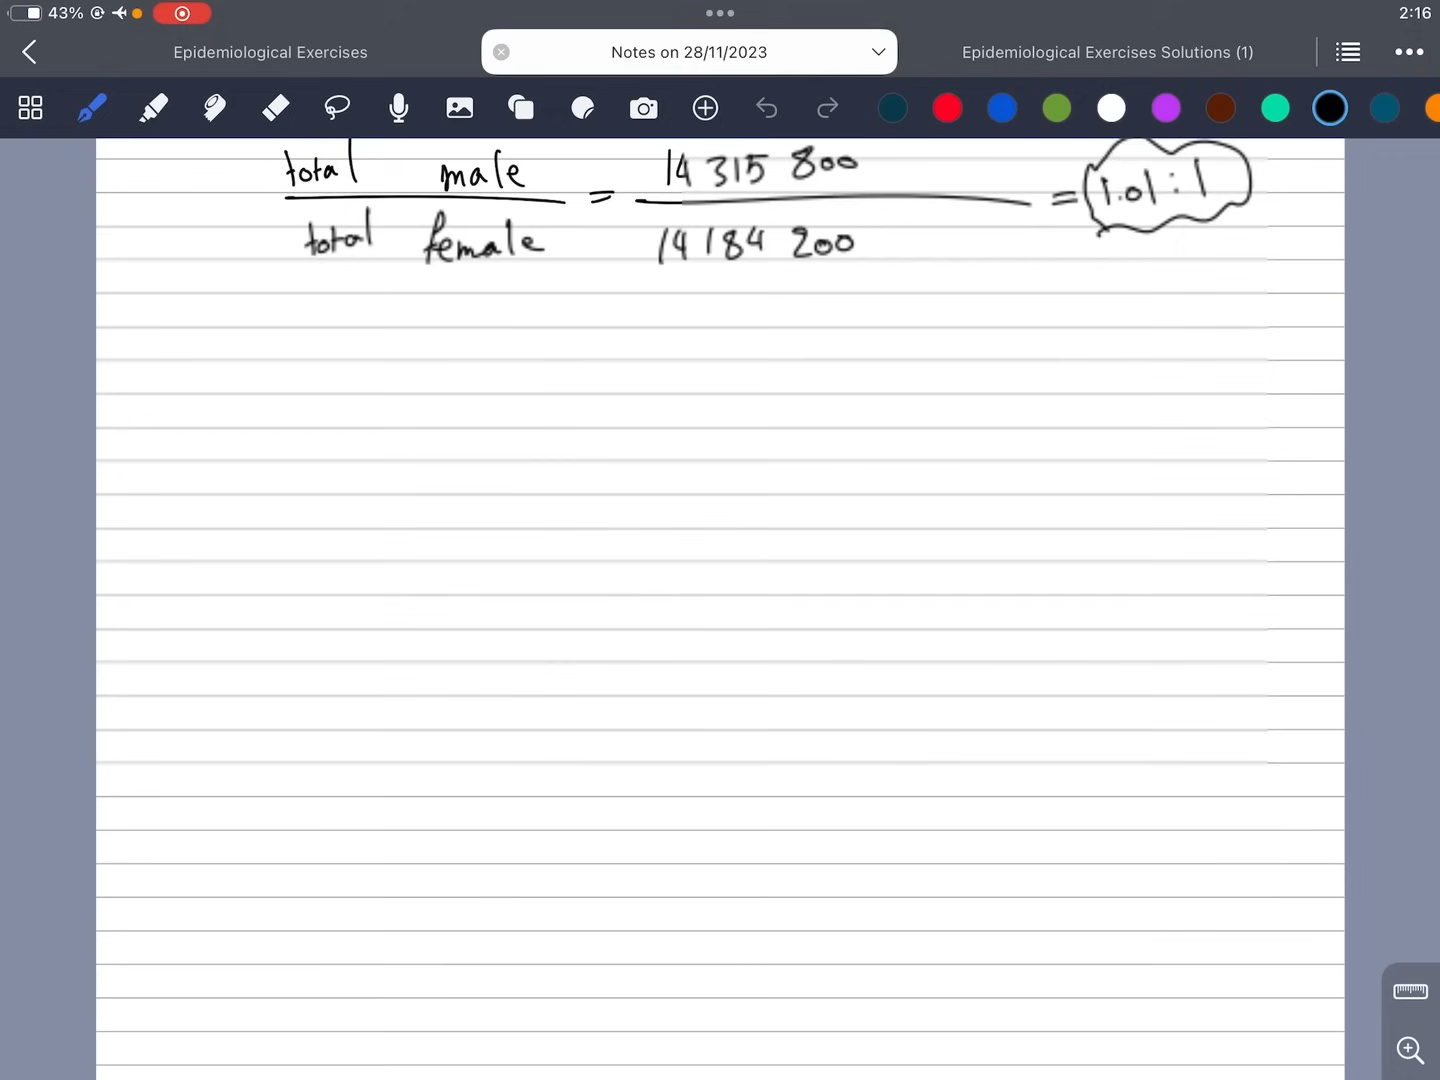 43% 2:16
Epidemiological Exercises Notes on 28/11/2023 Epidemiological Exercises Solutions (1)
total male = 14 315 800 = 1.01 : 1
total female 14 184 200